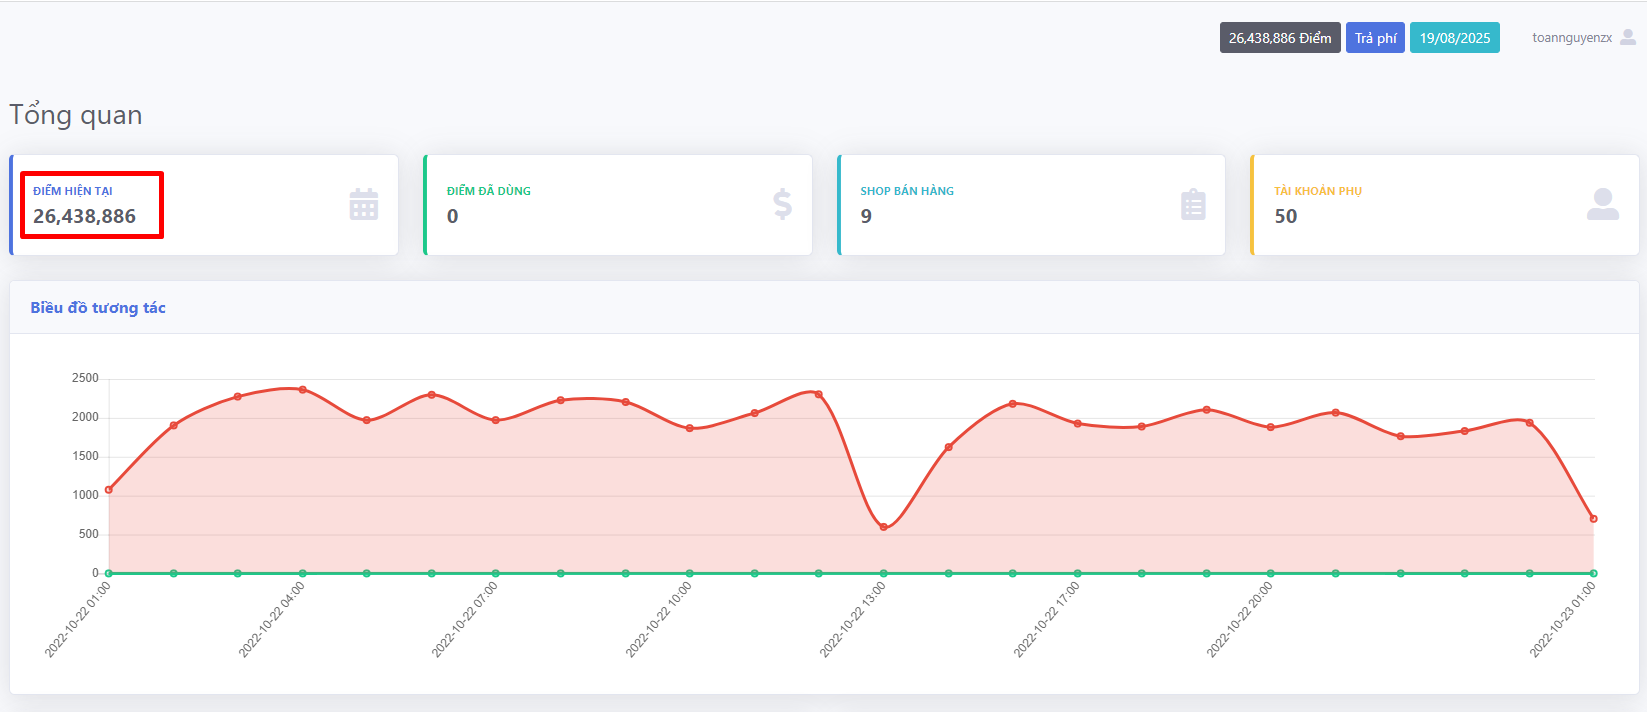 26,438,886 Điểm Trả phí 19/08/2025 toannguyenzx
Tổng quan
ĐIỂM HIỆN TẠI
26,438,886
ĐIỂM ĐÃ DÙNG
0
SHOP BÁN HÀNG
9
TÀI KHOẢN PHỤ
50
Biểu đồ tương tác
2500
2000
1500
1000
500
0
2022-10-22 01:00
2022-10-22 04:00
2022-10-22 07:00
2022-10-22 10:00
2022-10-22 13:00
2022-10-22 17:00
2022-10-22 20:00
2022-10-23 01:00